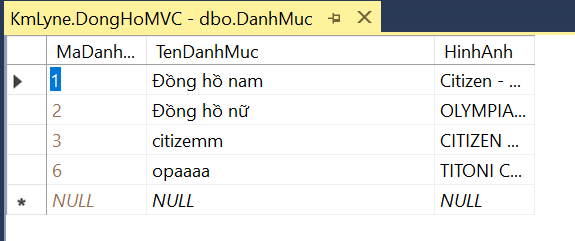 KmLyne.DongHoMVC - dbo.DanhMuc
MaDanh... TenDanhMuc HinhAnh
1 Đồng hồ nam Citizen - ...
2 Đồng hồ nữ OLYMPIA...
3 citizemm CITIZEN ...
6 opaaaa TITONI C...
NULL NULL NULL